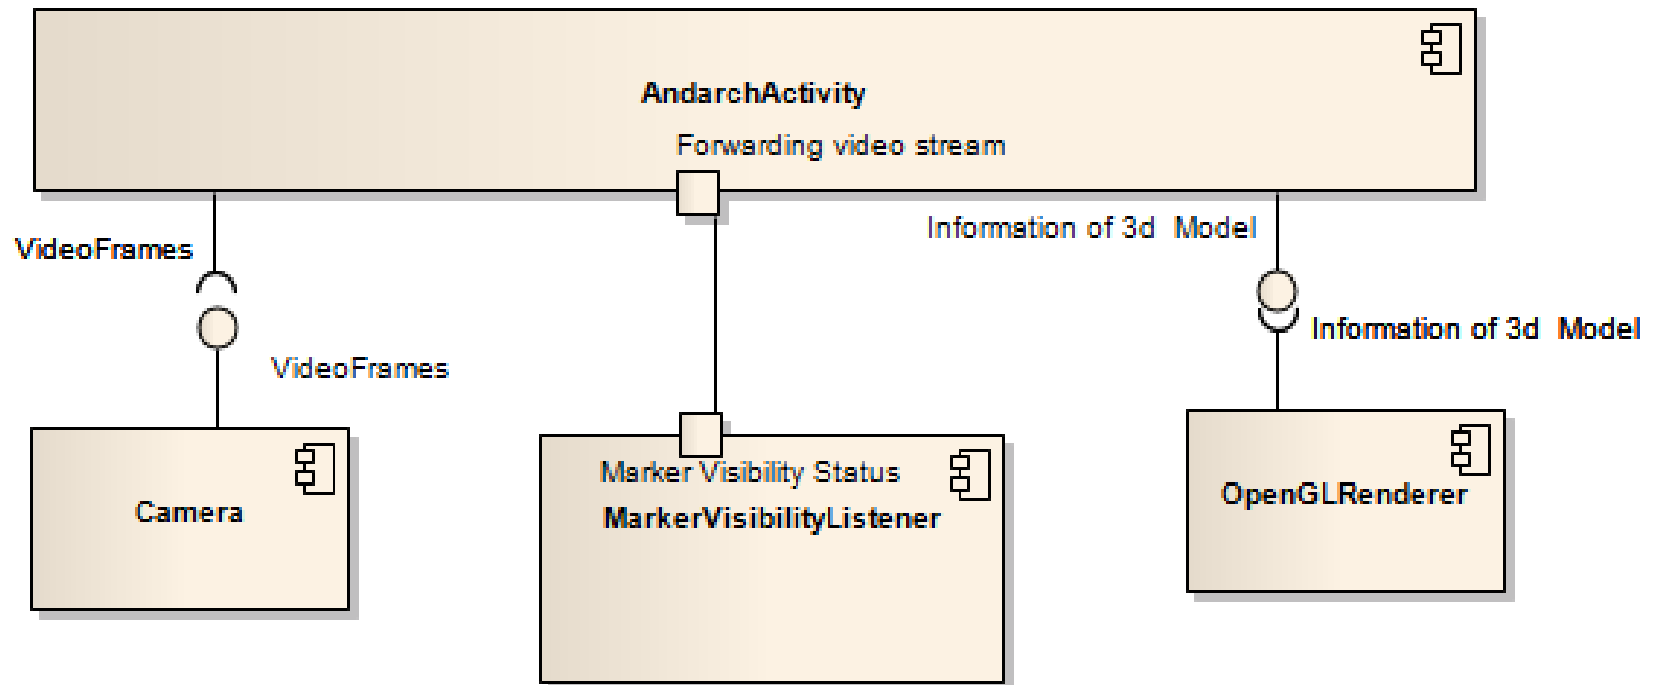 AndarchActivity
Forwarding video stream
VideoFrames
Information of 3d Model
VideoFrames
Information of 3d Model
Camera
Marker Visibility Status
MarkerVisibilityListener
OpenGLRenderer